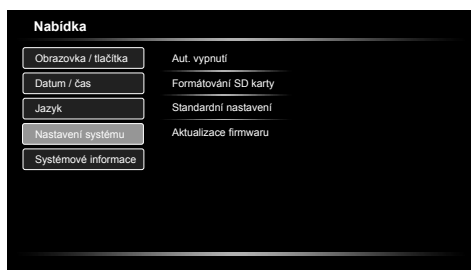 Nabídka
Obrazovka / tlačítka
Datum / čas
Jazyk
Nastavení systému
Systémové informace
Aut. vypnutí
Formátování SD karty
Standardní nastavení
Aktualizace firmwaru